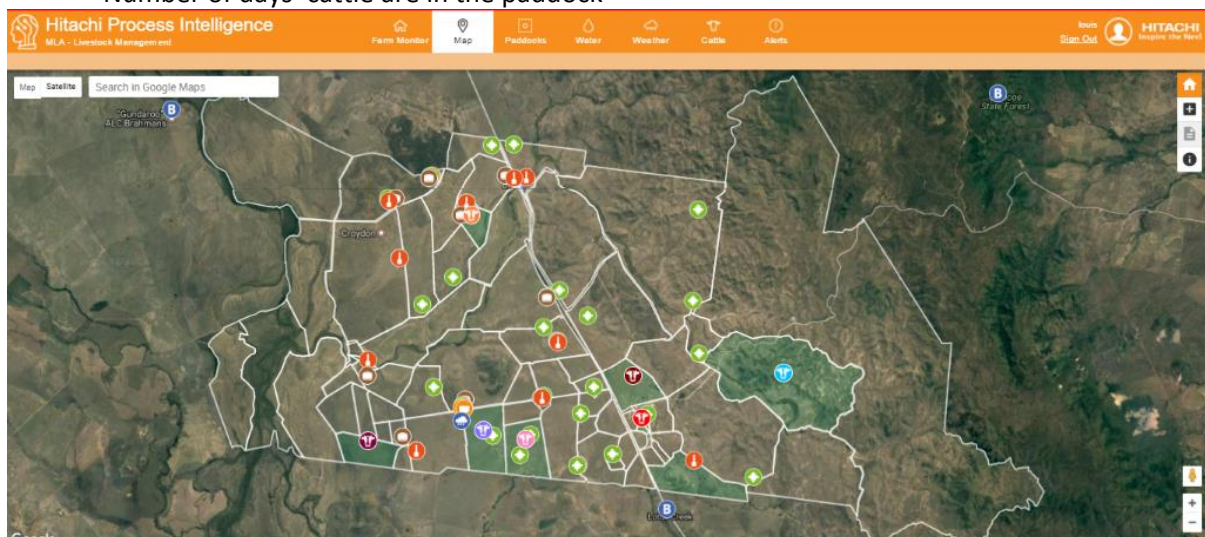 Number of days cattle are in the paddock
Hitachi Process Intelligence
MLA - Livestock Management
Farm Monitor
Map
Paddocks
Water
Weather
Cattle
Alerts
louis
Sign Out
HITACHI
Inspire the Next
Map
Satellite
Search in Google Maps
"Gundaroo"
ALC Brahmans
B
B
State Forest
Croydon
B
Google